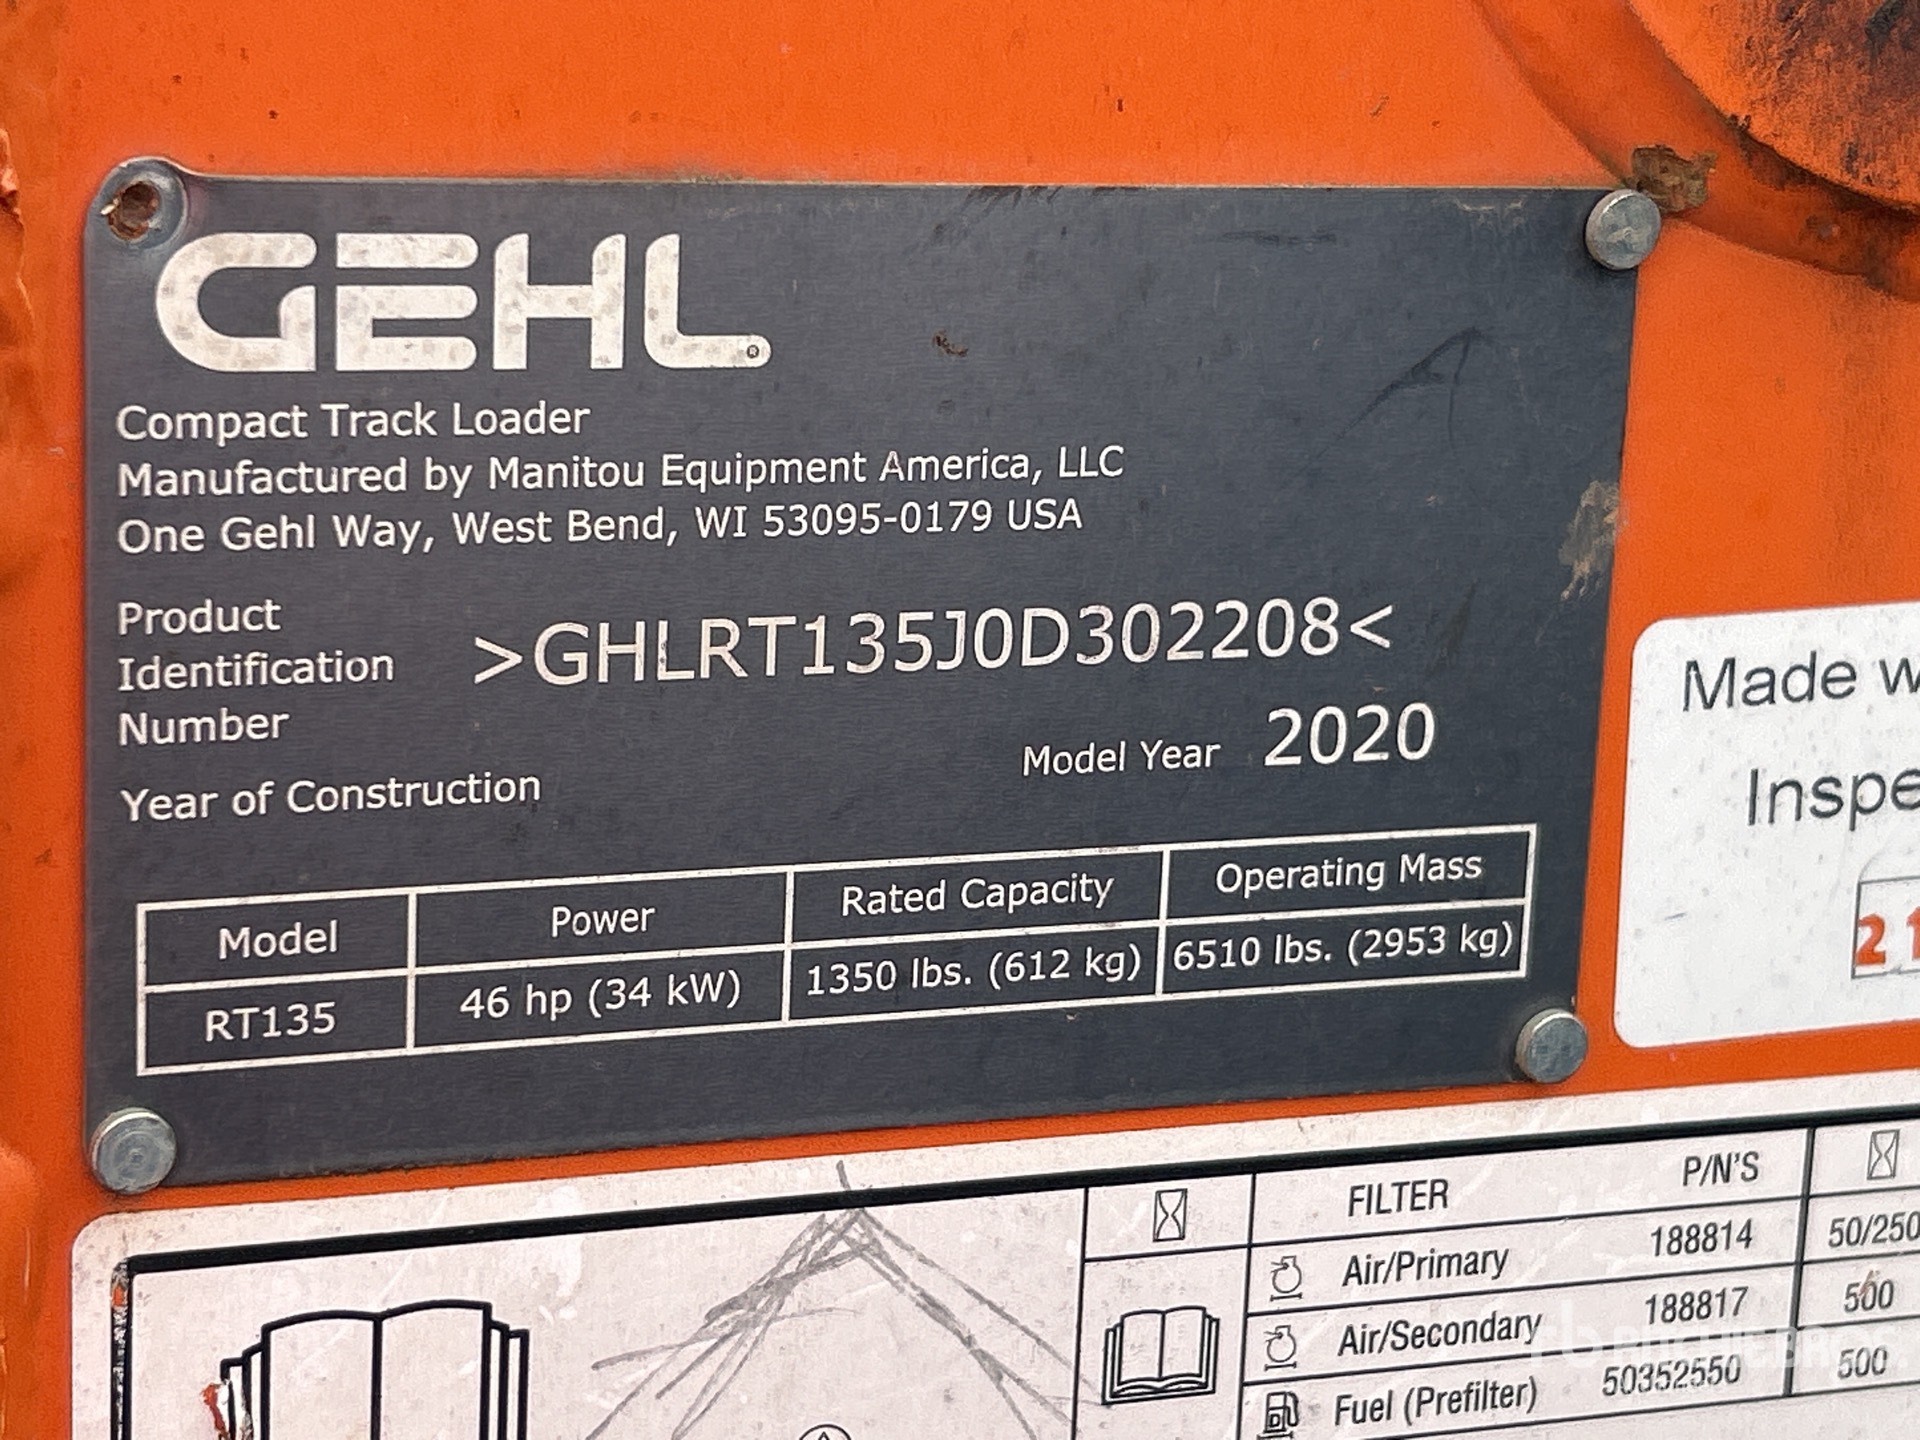 GEHL®
Compact Track Loader
Manufactured by Manitou Equipment America, LLC
One Gehl Way, West Bend, WI 53095-0179 USA
Product
Identification
Number
>GHLRT135J0D302208<
Year of Construction
Model Year 2020
Model Power Rated Capacity Operating Mass
RT135 46 hp (34 kW) 1350 lbs. (612 kg) 6510 lbs. (2953 kg)
Made
Inspe
2 1
FILTER P/N'S
Air/Primary 188814 50/250
Air/Secondary 188817 500
Fuel (Prefilter) 50352550 500